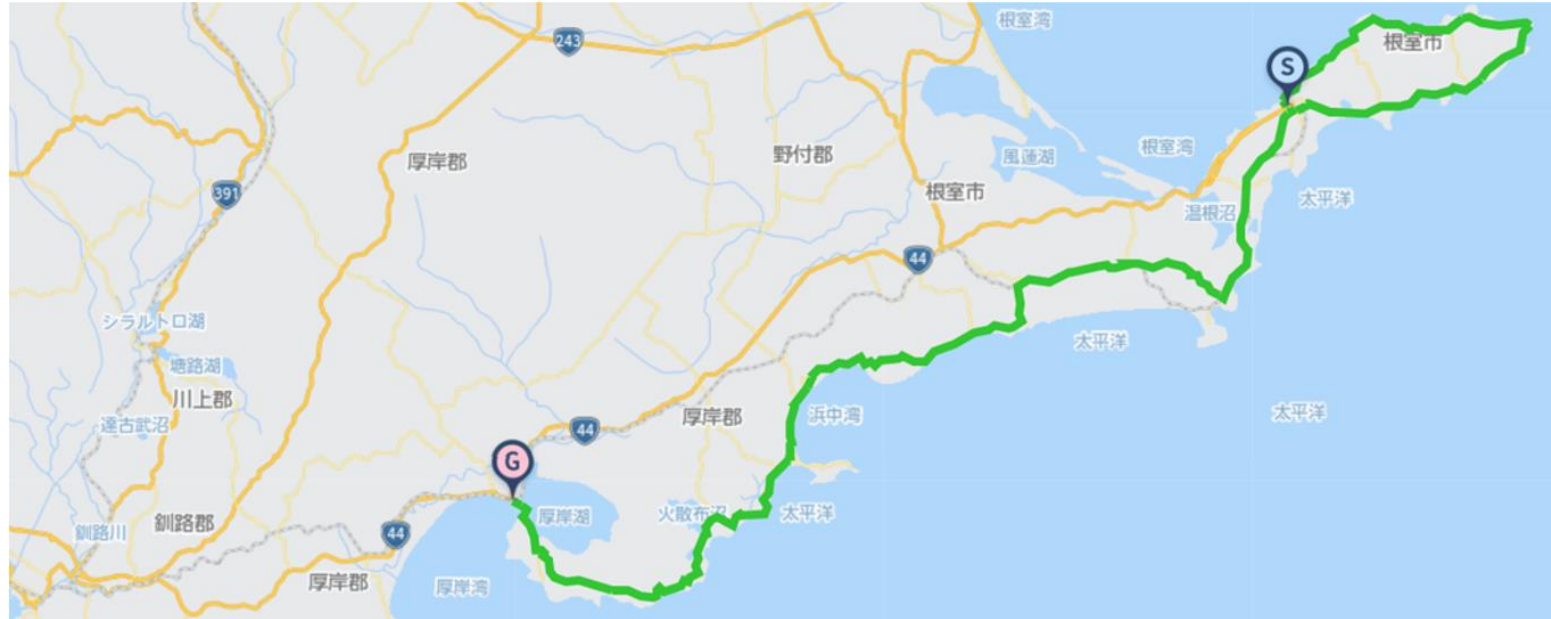 根室湾
243
根室市
S
厚岸郡
野付郡
風蓮湖
根室湾
391
根室市
温根沼
太平洋
44
シラルトロ湖
塘路湖
太平洋
川上郡
達古武沼
厚岸郡
浜中湾
太平洋
44
G
釧路郡
釧路川
44
厚岸湖
火散布沼
太平洋
厚岸郡
厚岸湾